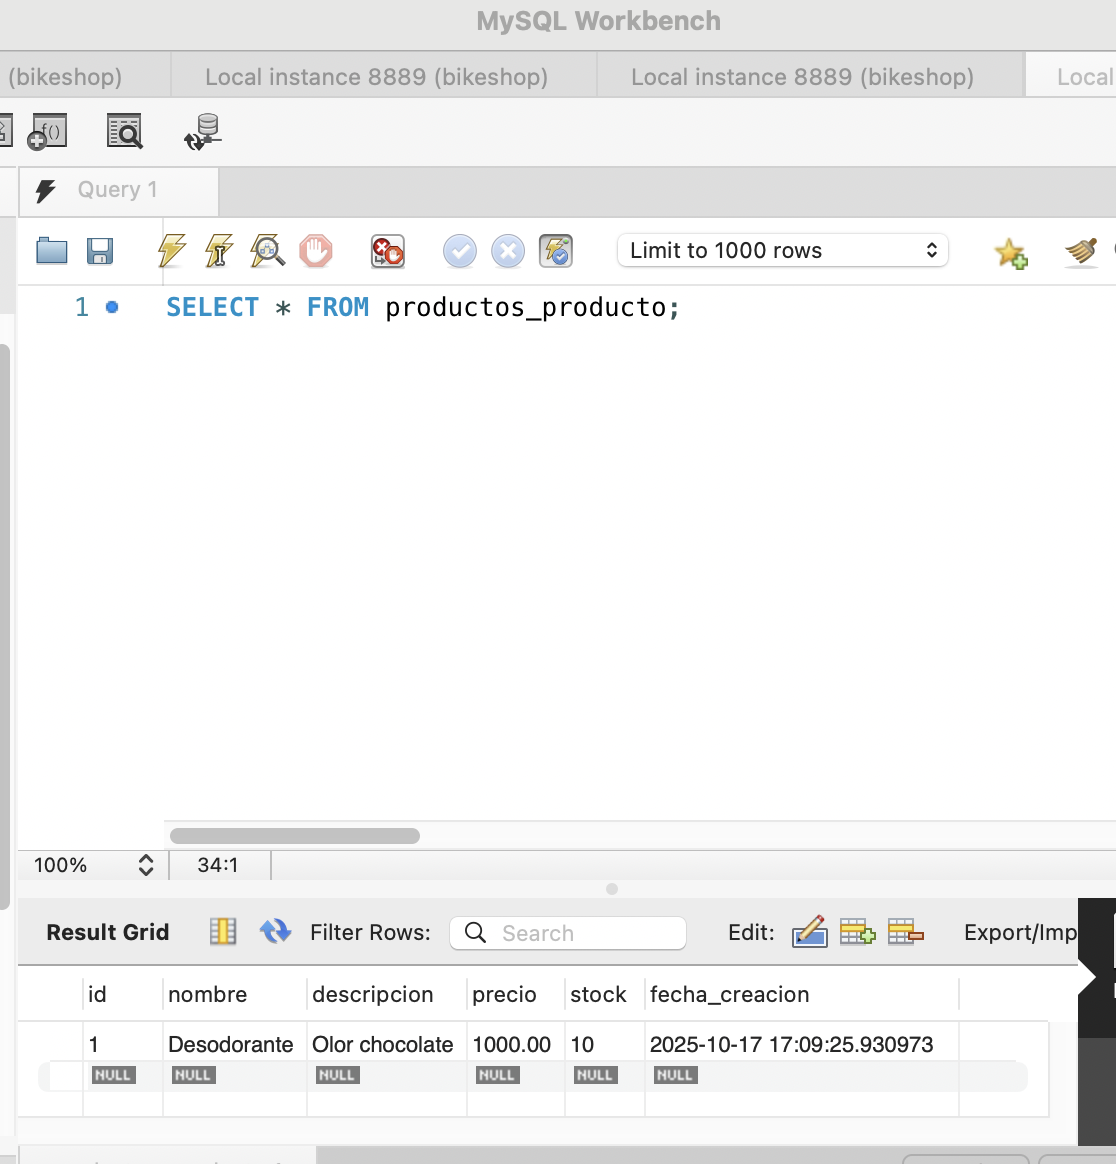 MySQL Workbench
(bikeshop) Local instance 8889 (bikeshop) Local instance 8889 (bikeshop) Local
f()
Query 1
Limit to 1000 rows
1 SELECT * FROM productos_producto;
100% 34:1
Result Grid Filter Rows: Search Edit: Export/Imp
id nombre descripcion precio stock fecha_creacion
1 Desodorante Olor chocolate 1000.00 10 2025-10-17 17:09:25.930973
NULL NULL NULL NULL NULL NULL